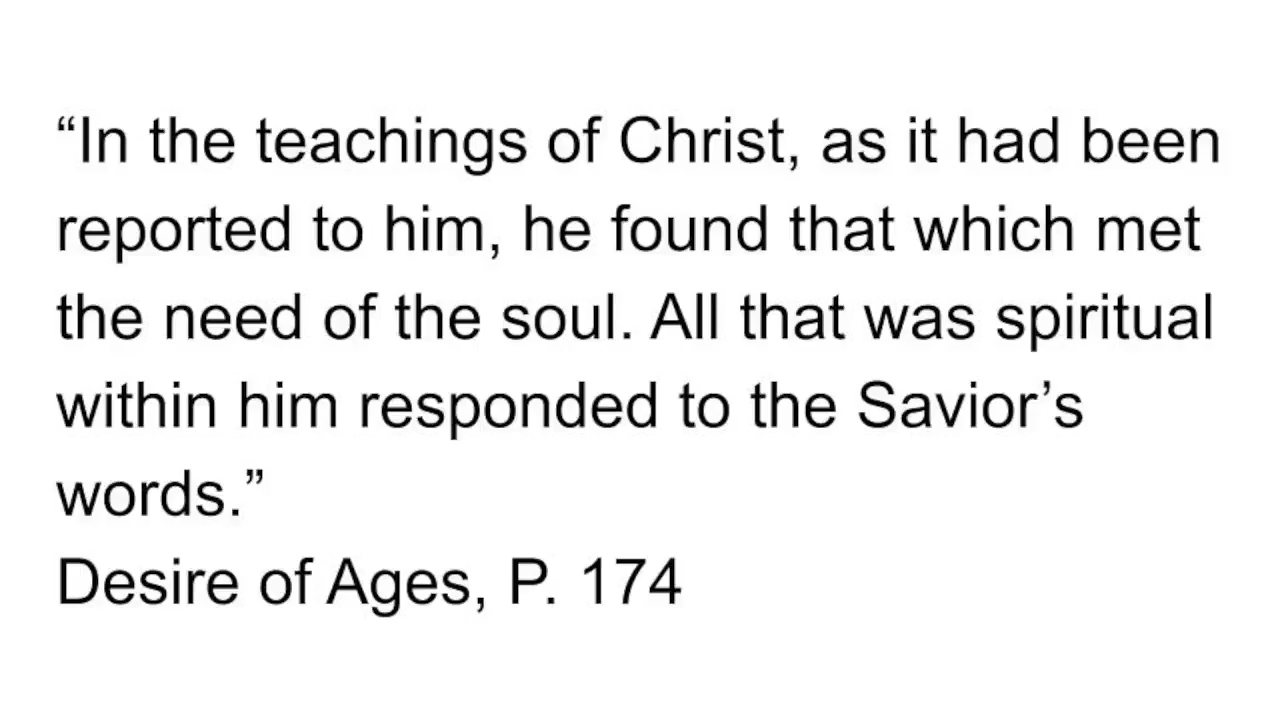 “In the teachings of Christ, as it had been
reported to him, he found that which met
the need of the soul. All that was spiritual
within him responded to the Savior’s
words.”
Desire of Ages, P. 174